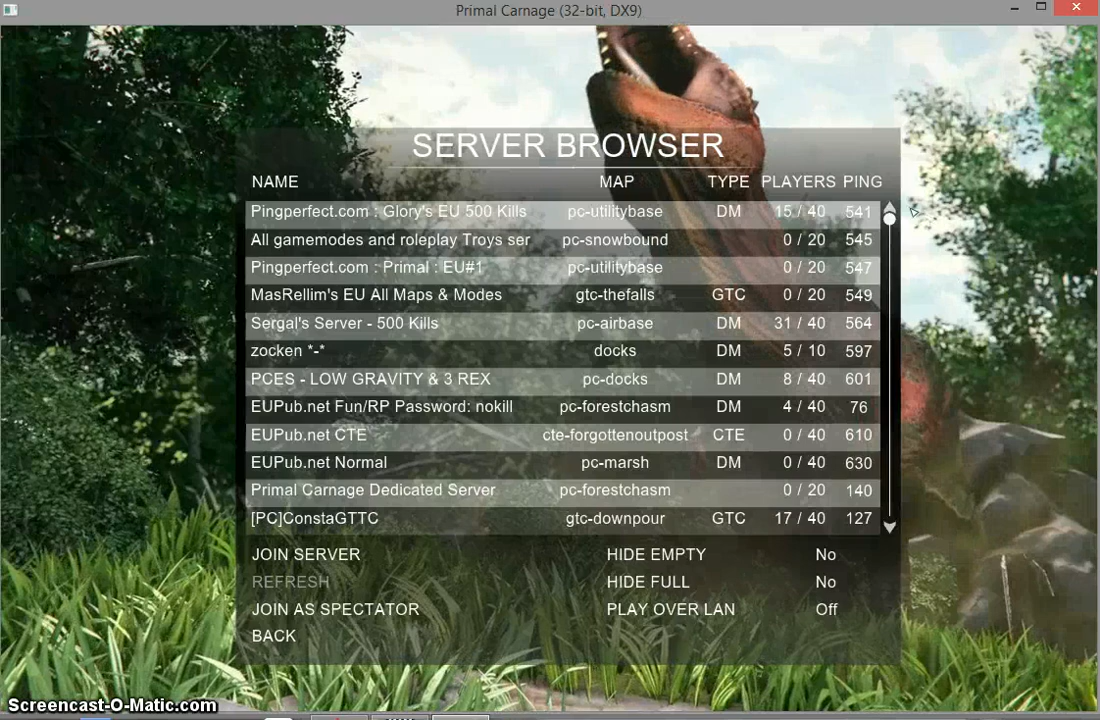 Primal Carnage (32-bit, DX9)
SERVER BROWSER
NAME MAP TYPE PLAYERS PING
Pingperfect.com : Glory's EU 500 Kills pc-utilitybase DM 15 / 40 541
All gamemodes and roleplay Troys ser pc-snowbound 0 / 20 545
Pingperfect.com : Primal : EU#1 pc-utilitybase 0 / 20 547
MasRellim's EU All Maps & Modes gtc-thefalls GTC 0 / 20 549
Sergal's Server - 500 Kills pc-airbase DM 31 / 40 564
zocken *-* docks DM 5 / 10 597
PCES - LOW GRAVITY & 3 REX pc-docks DM 8 / 40 601
EUPub.net Fun/RP Password: nokill pc-forestchasm DM 4 / 40 76
EUPub.net CTE cte-forgottenoutpost CTE 0 / 40 610
EUPub.net Normal pc-marsh DM 0 / 40 630
Primal Carnage Dedicated Server pc-forestchasm 0 / 20 140
[PC]ConstaGTTC gtc-downpour GTC 17 / 40 127
JOIN SERVER HIDE EMPTY No
REFRESH HIDE FULL No
JOIN AS SPECTATOR PLAY OVER LAN Off
BACK
Screencast-O-Matic.com